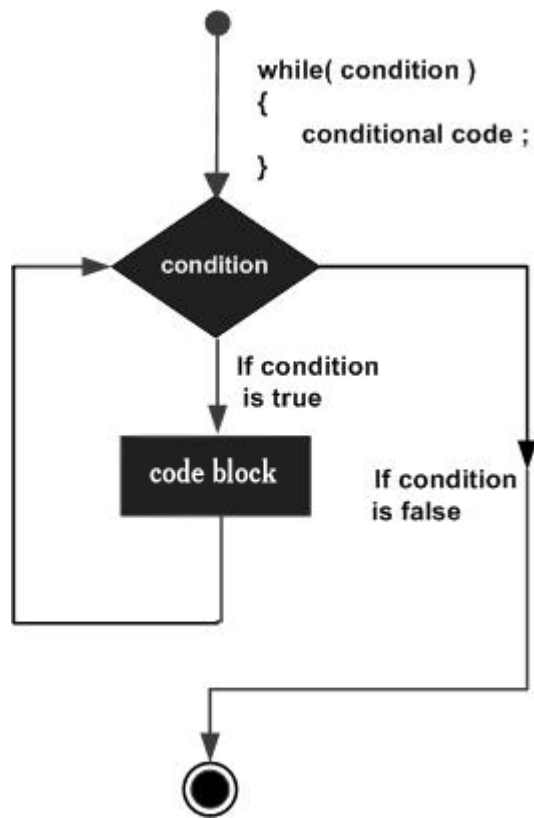 while( condition )
{
conditional code ;
}
condition
If condition
is true
code block
If condition
is false